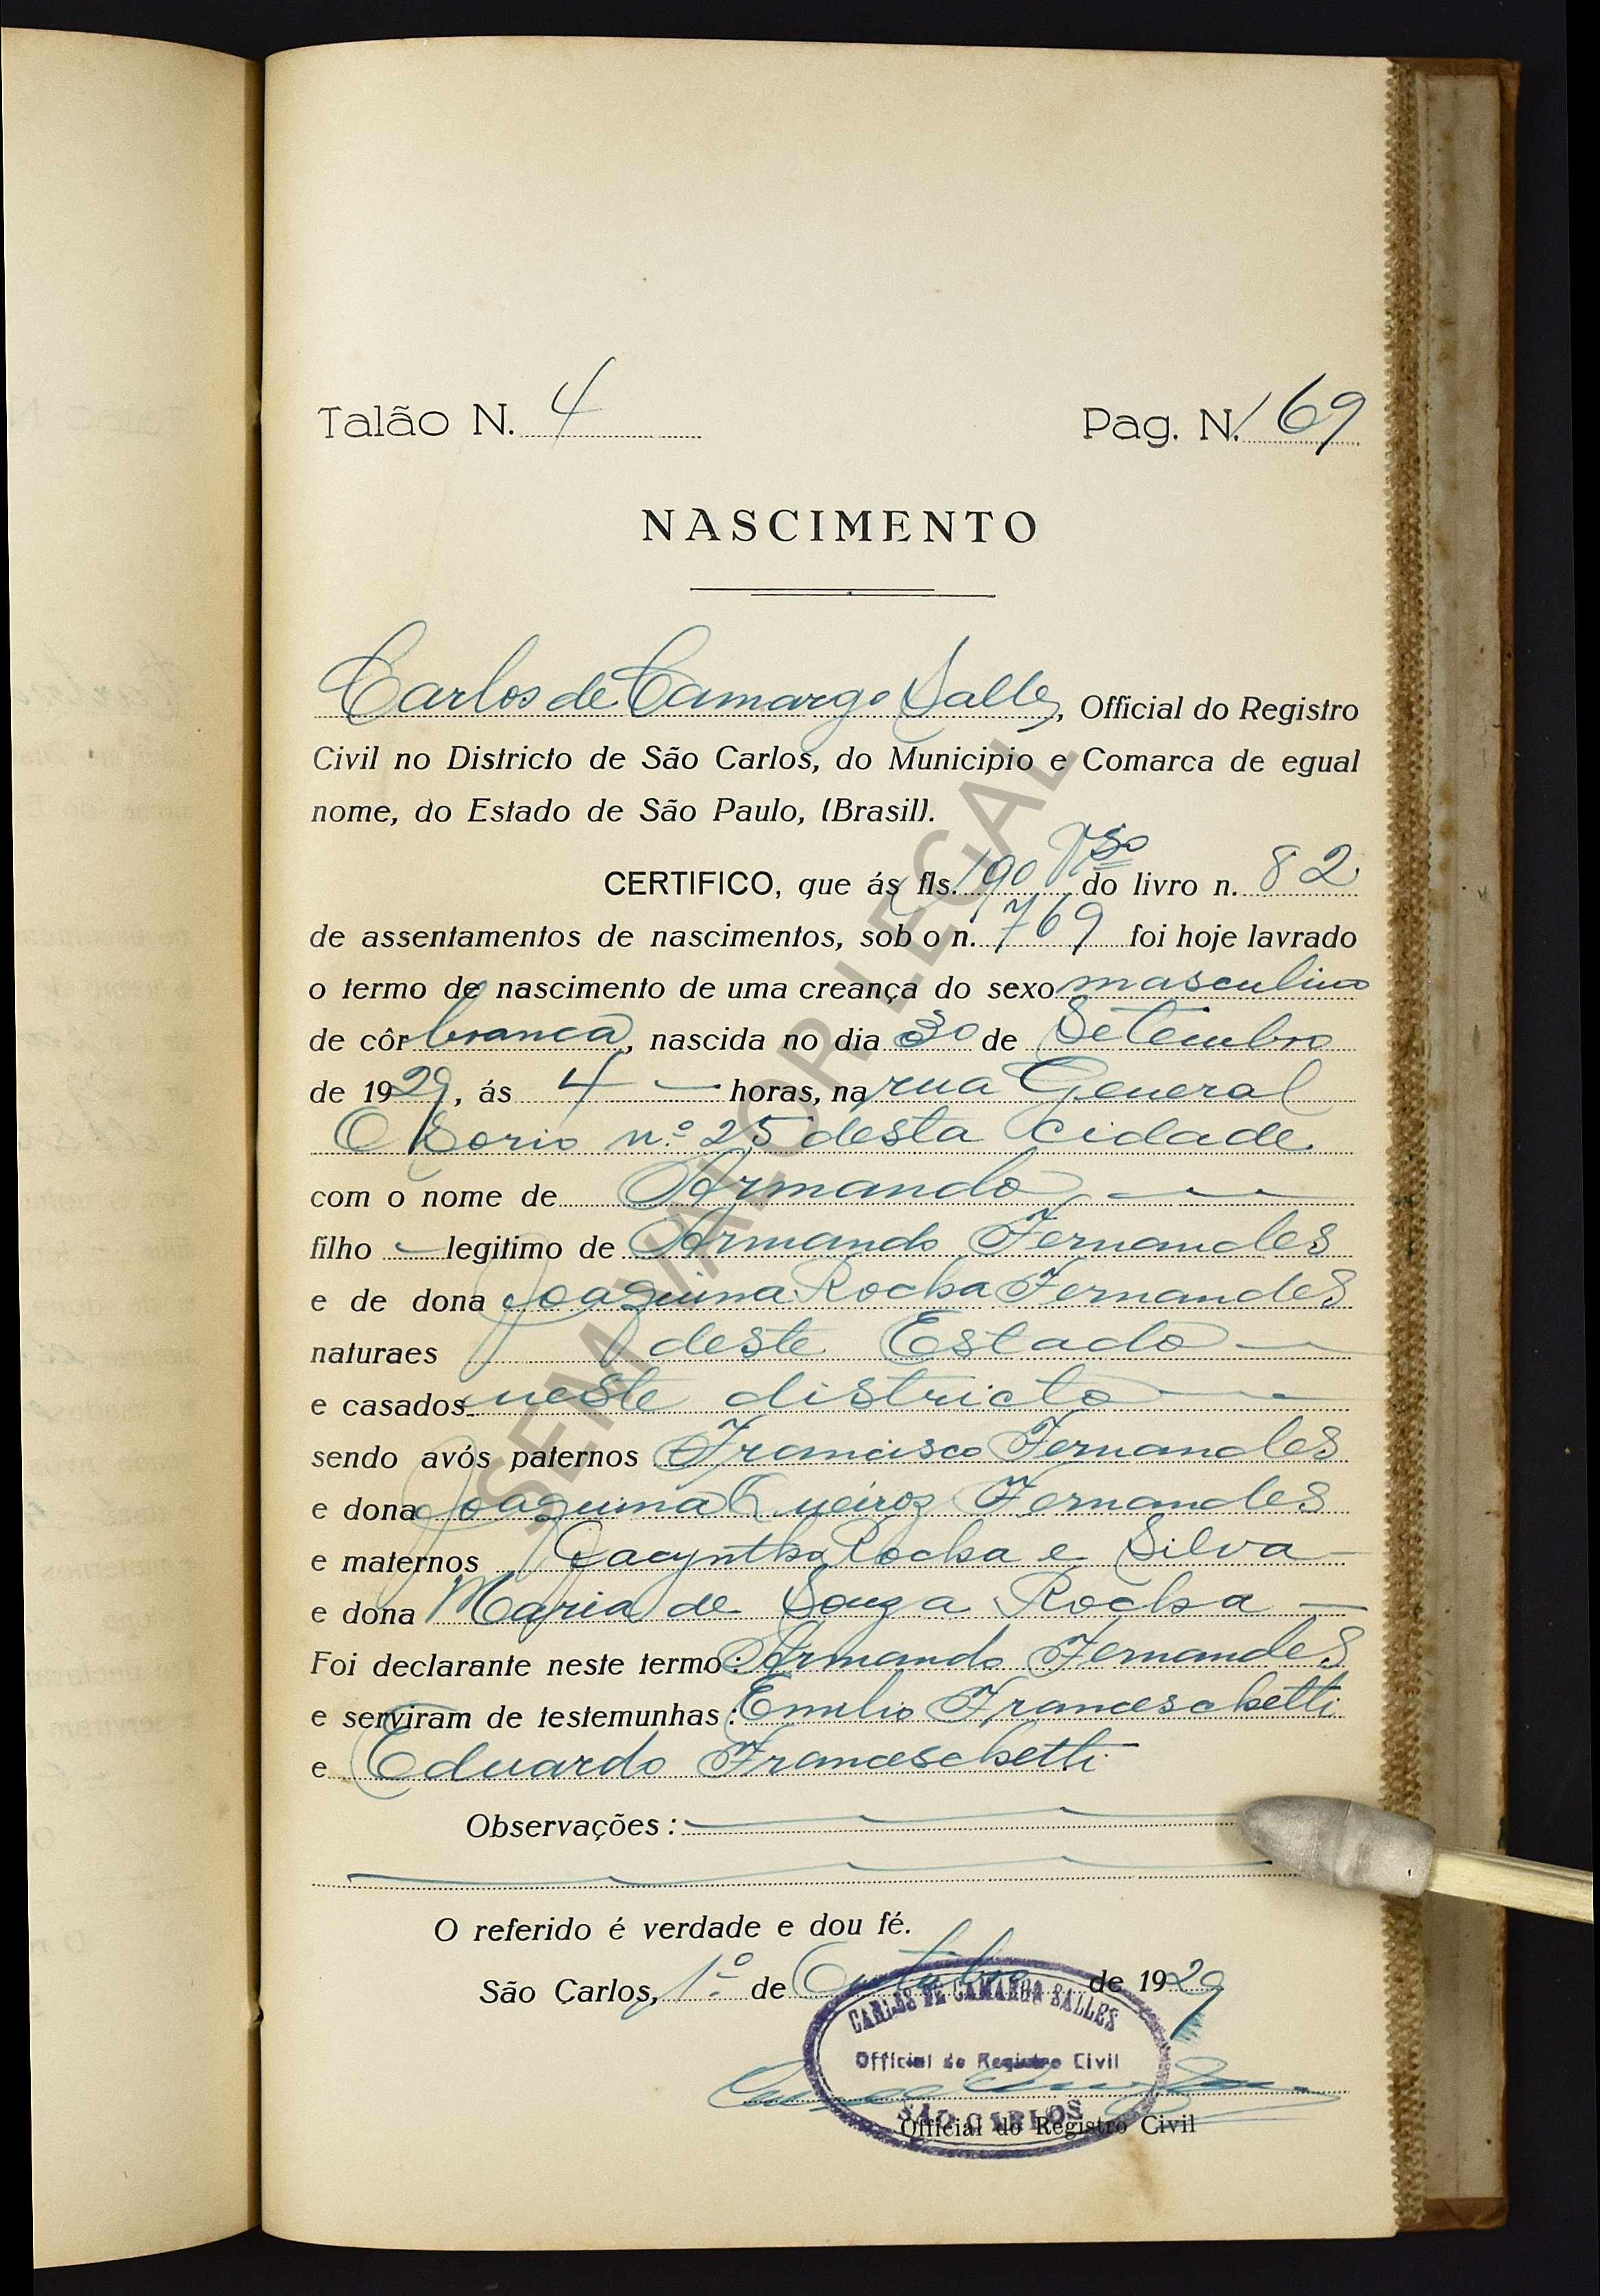 Talão N. 4
Pag. N. 169
NASCIMENTO
Carlos de Camargo Salles, Official do Registro
Civil no Districto de São Carlos, do Municipio e Comarca de egual
nome, do Estado de São Paulo, (Brasil).
CERTIFICO, que ás fls. 190 Vso do livro n. 82
de assentamentos de nascimentos, sob o n. 769 foi hoje lavrado
o termo de nascimento de uma creança do sexo masculino
de côr branca, nascida no dia 30 de Setembro
de 1929, ás 4 — horas, na rua General
Osorio n.º 25 desta cidade
com o nome de Armando
filho — legitimo de Armando Fernandes
e de dona Joaquina Rocha Fernandes
naturaes deste Estado —
e casados neste districto —
sendo avós paternos Francisco Fernandes
e dona Joaquina Queiroz Fernandes
e maternos Jacyntho Rocha e Silva —
e dona Maria de Souza Rocha —
Foi declarante neste termo: Armando Fernandes
e serviram de testemunhas: Emilio Franceschetti
e Eduardo Franceschetti
Observações:
O referido é verdade e dou fé.
São Carlos, 1º de Outubro de 1929
CARLOS DE CAMARGO SALLES
Official do Registro Civil
SÃO CARLOS
Official do Registro Civil
SEM VALOR LEGAL